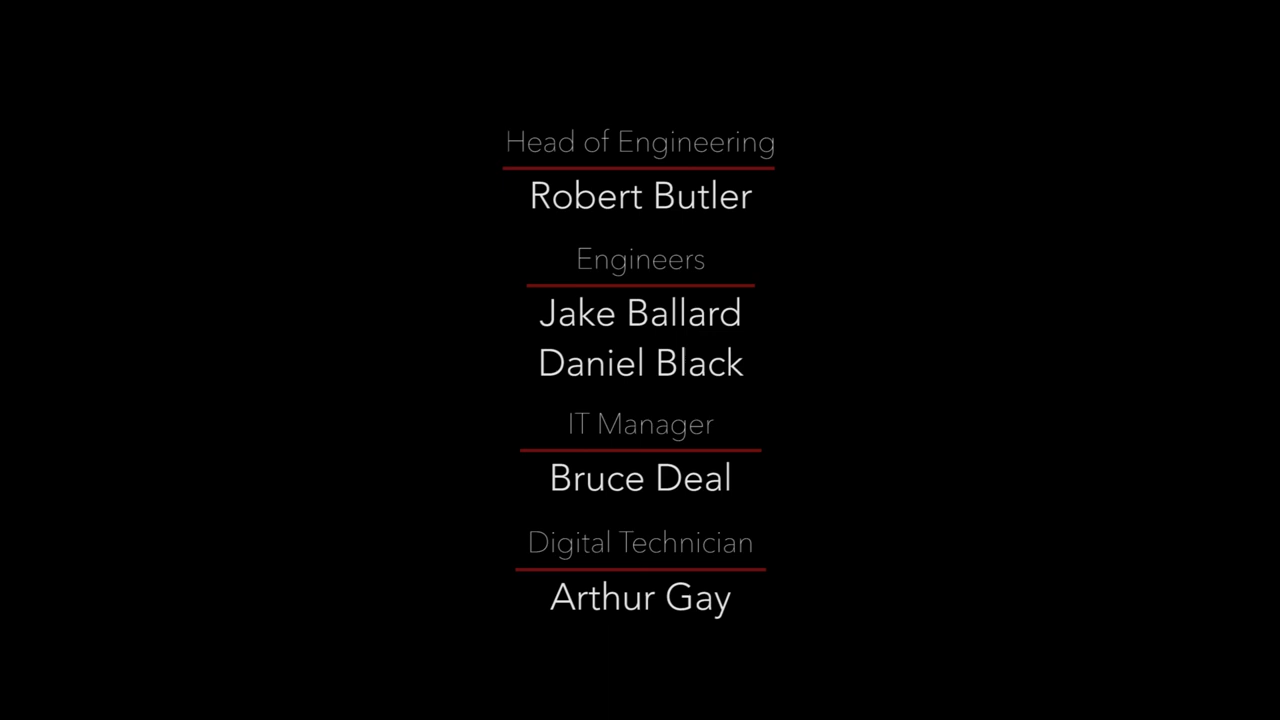 Head of Engineering
Robert Butler
Engineers
Jake Ballard
Daniel Black
IT Manager
Bruce Deal
Digital Technician
Arthur Gay